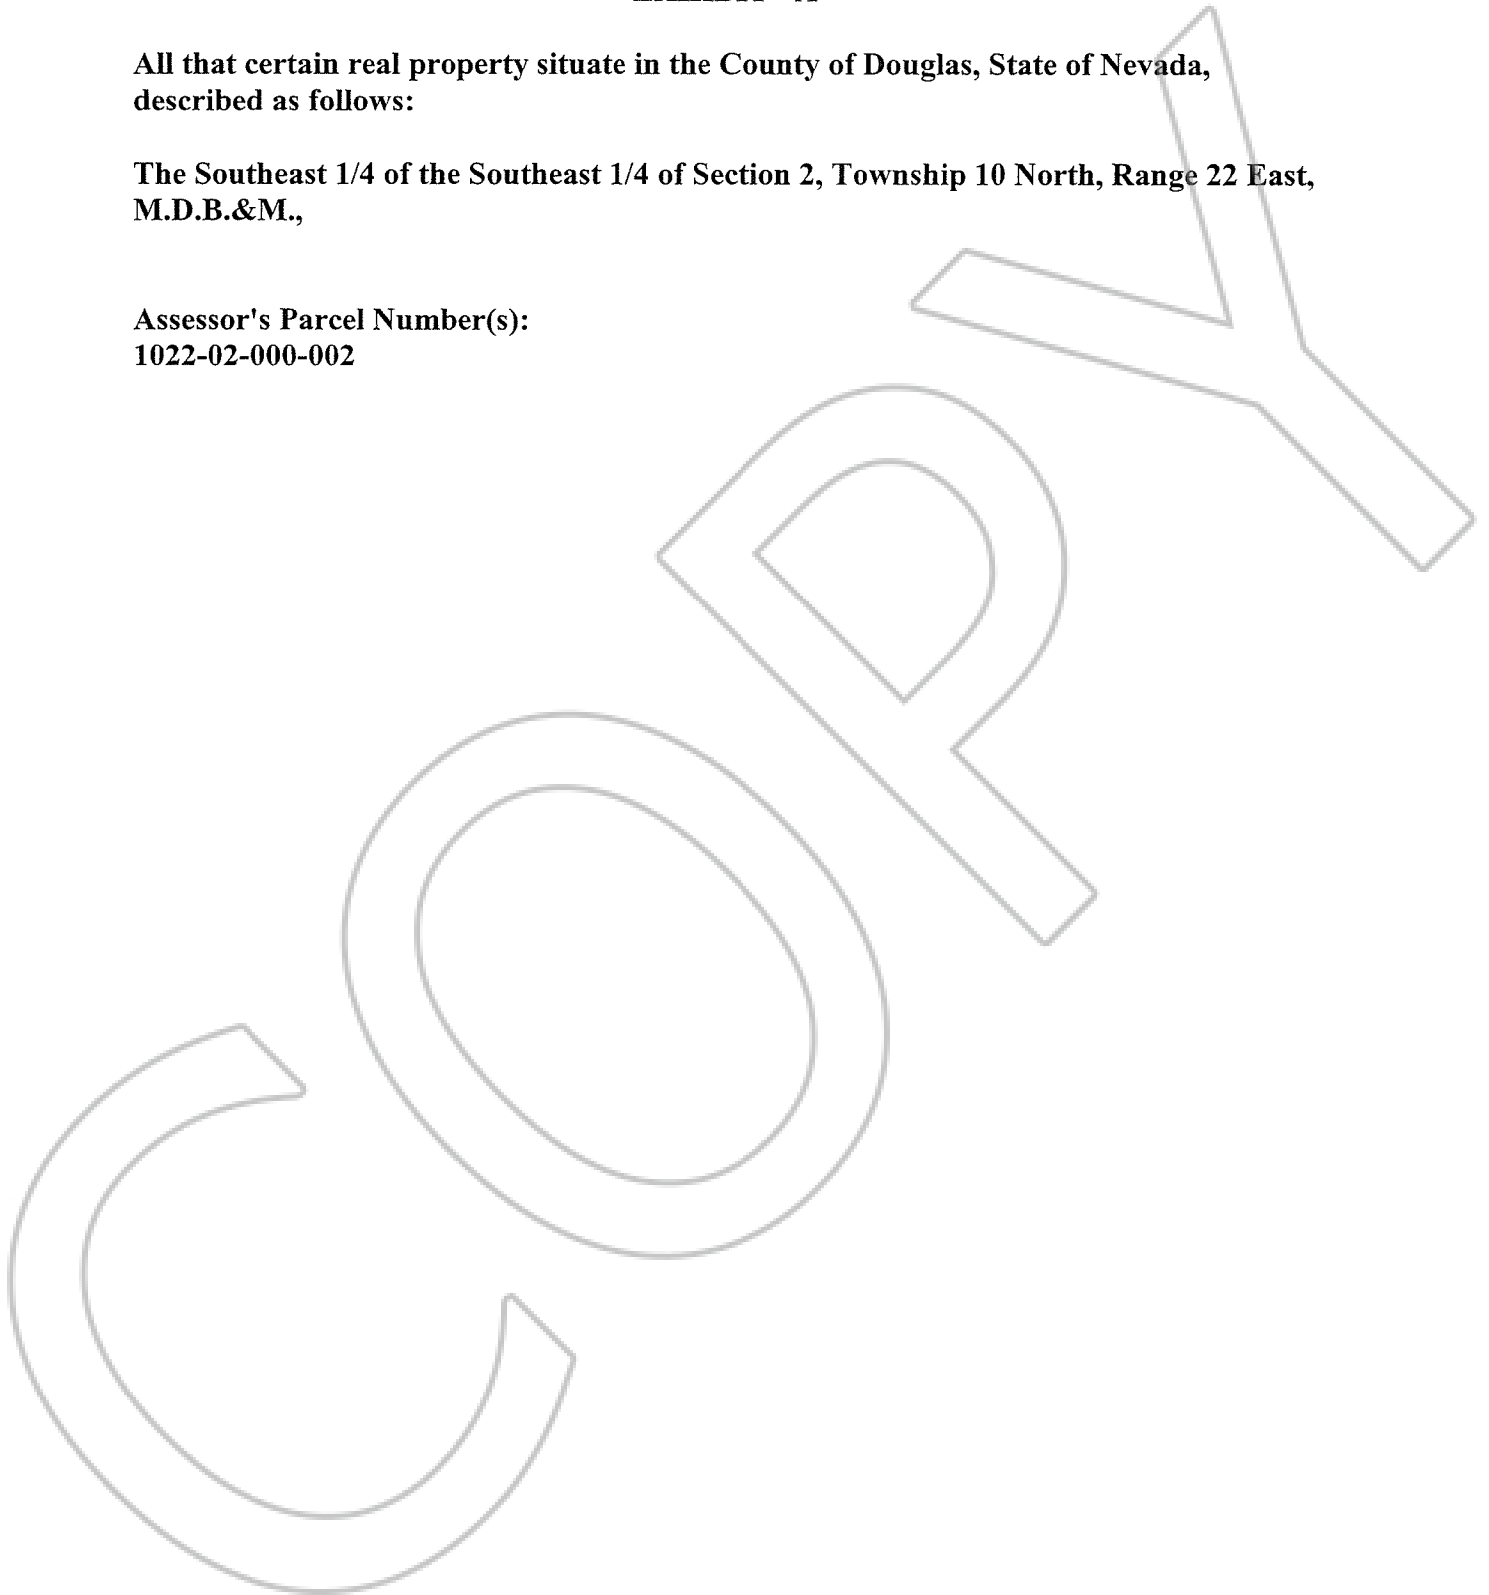 All that certain real property situate in the County of Douglas, State of Nevada,
described as follows:
The Southeast 1/4 of the Southeast 1/4 of Section 2, Township 10 North, Range 22 East,
M.D.B.&M.,
Assessor's Parcel Number(s):
1022-02-000-002
COPY